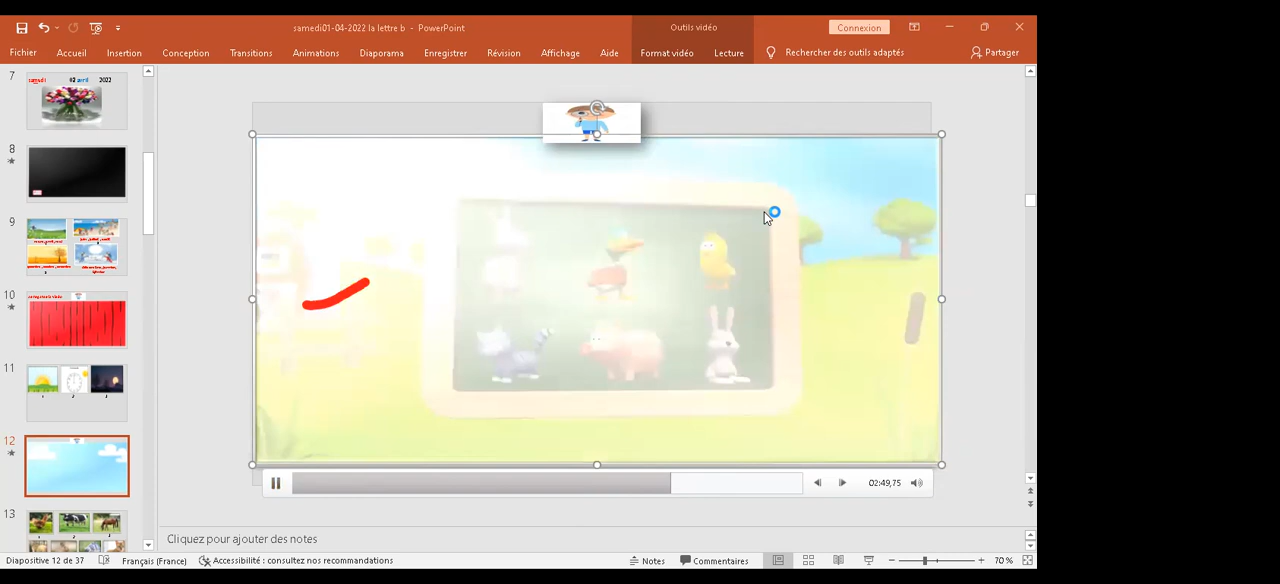 samedi01-04-2022 la lettre b - PowerPoint
Outils vidéo
Connexion
Fichier Accueil Insertion Conception Transitions Animations Diaporama Enregistrer Révision Affichage Aide Format vidéo Lecture Rechercher des outils adaptés Partager
7
samedi 02 avril 2022
8
9
10
11
12
13
02:49,75
Cliquez pour ajouter des notes
Diapositive 12 de 37 Français (France) Accessibilité : consultez nos recommandations Notes Commentaires 70 %